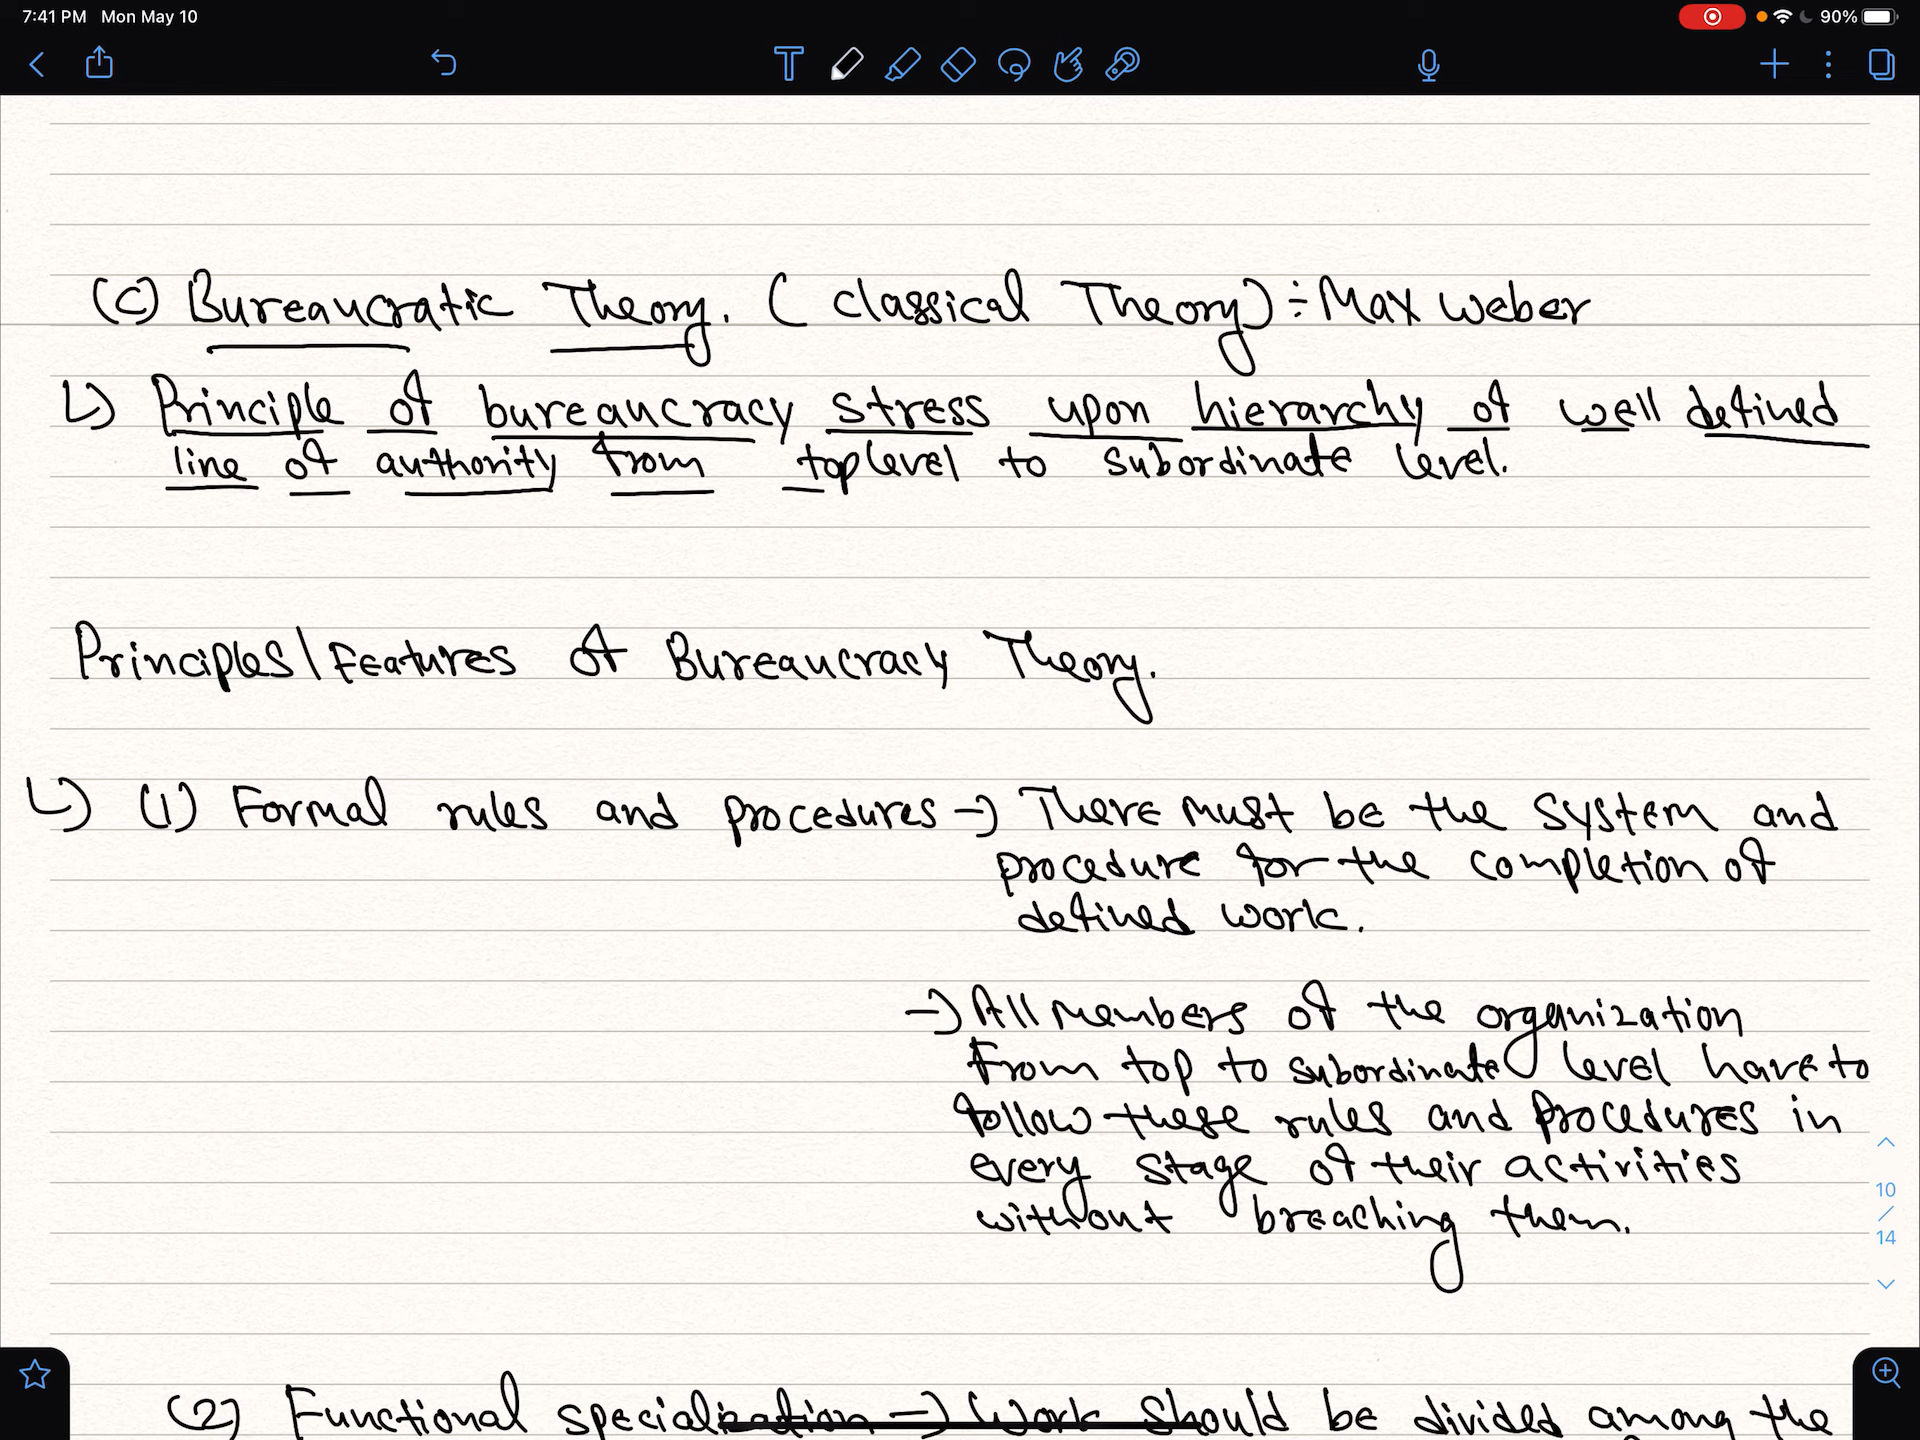 7:41 PM Mon May 10
90%
(C) Bureaucratic Theory. (classical Theory) ÷ Max Weber
↳ Principle of bureaucracy stress upon hierarchy of well defined
line of authority from top level to subordinate level.
Principles / Features of Bureaucracy Theory.
↳ (1) Formal rules and procedures → There must be the system and
procedure for the completion of
defined work.
→ All members of the organization
from top to subordinate level have to
follow these rules and procedures in
every stage of their activities
without breaching them.
10
/
14
(2) Functional specialization → Work should be divided among the